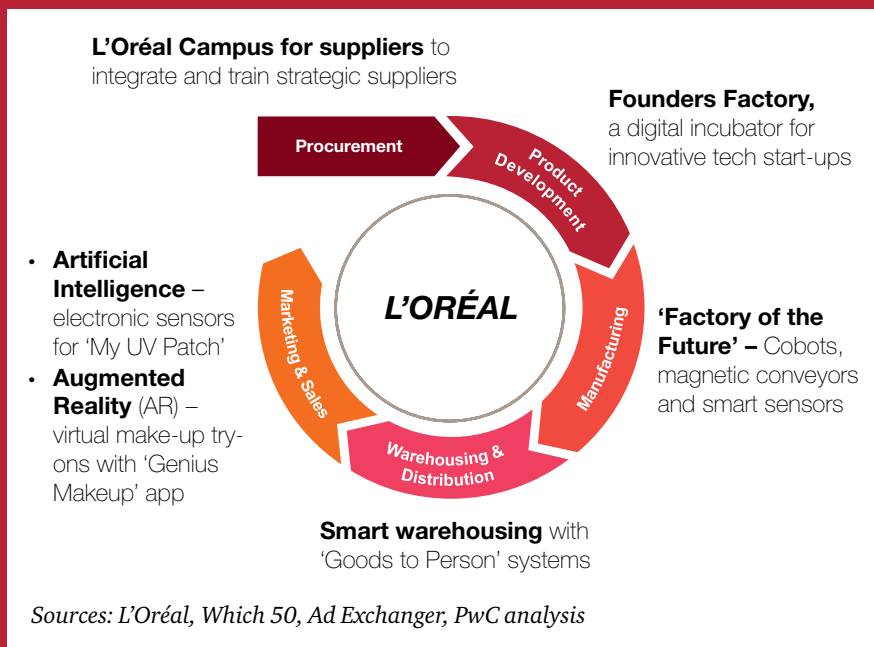 L’Oréal Campus for suppliers to
integrate and train strategic suppliers
Founders Factory,
a digital incubator for
innovative tech start-ups
Procurement
Product
Development
• Artificial
Intelligence –
electronic sensors
for ‘My UV Patch’
• Augmented
Reality (AR) –
virtual make-up try-
ons with ‘Genius
Makeup’ app
Marketing & Sales
L’ORÉAL
Manufacturing
‘Factory of the
Future’ – Cobots,
magnetic conveyors
and smart sensors
Warehousing &
Distribution
Smart warehousing with
‘Goods to Person’ systems
Sources: L’Oréal, Which 50, Ad Exchanger, PwC analysis